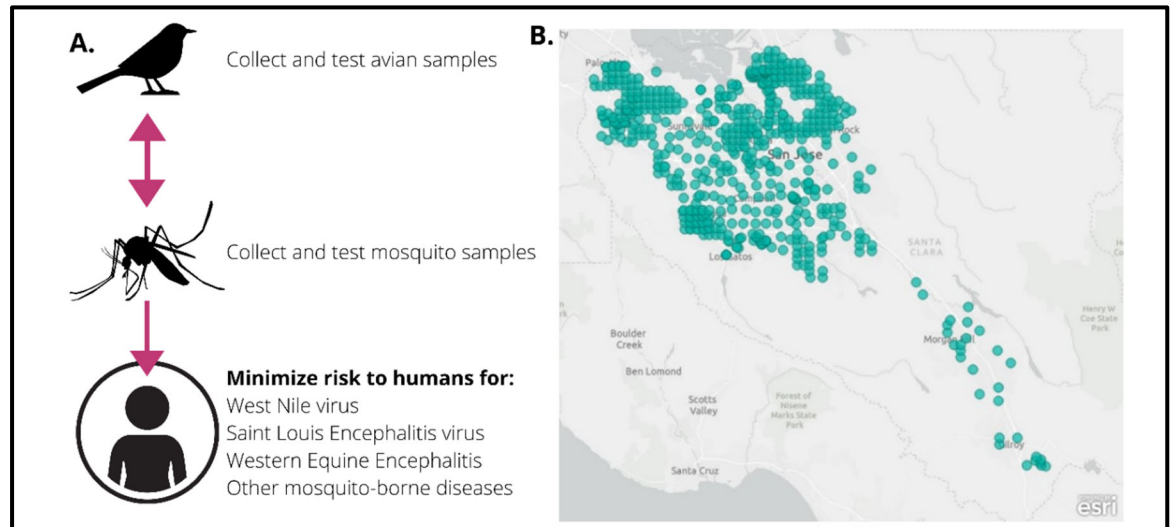 A.
Collect and test avian samples
Collect and test mosquito samples
Minimize risk to humans for:
West Nile virus
Saint Louis Encephalitis virus
Western Equine Encephalitis
Other mosquito-borne diseases
B.
San Jose
SANTA
CLARA
Henry W
Coe State
Park
Boulder
Creek
Ben Lomond
Scotts
Valley
Forest of
Nisene
Marks State
Park
Santa Cruz
esri